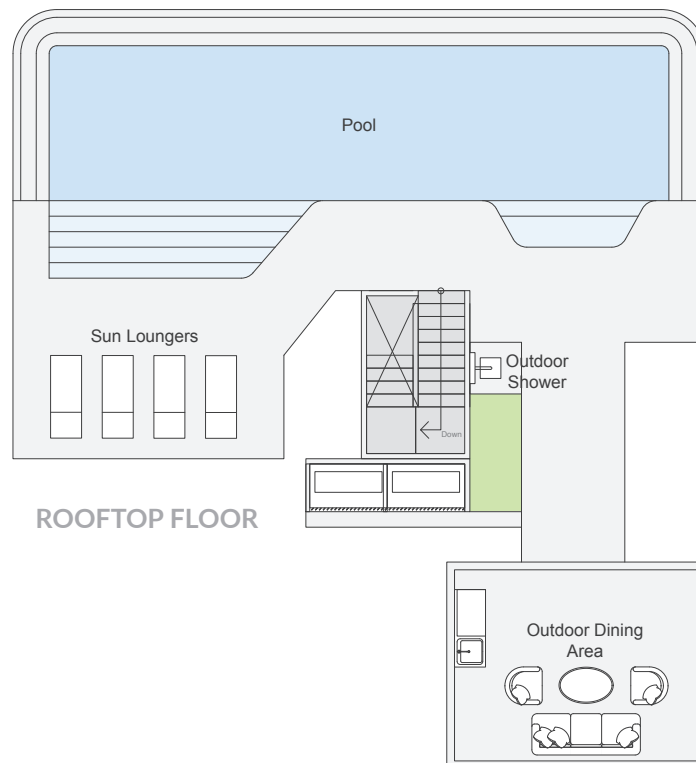 Pool
Sun Loungers
Outdoor
Shower
Down
ROOFTOP FLOOR
Outdoor Dining
Area